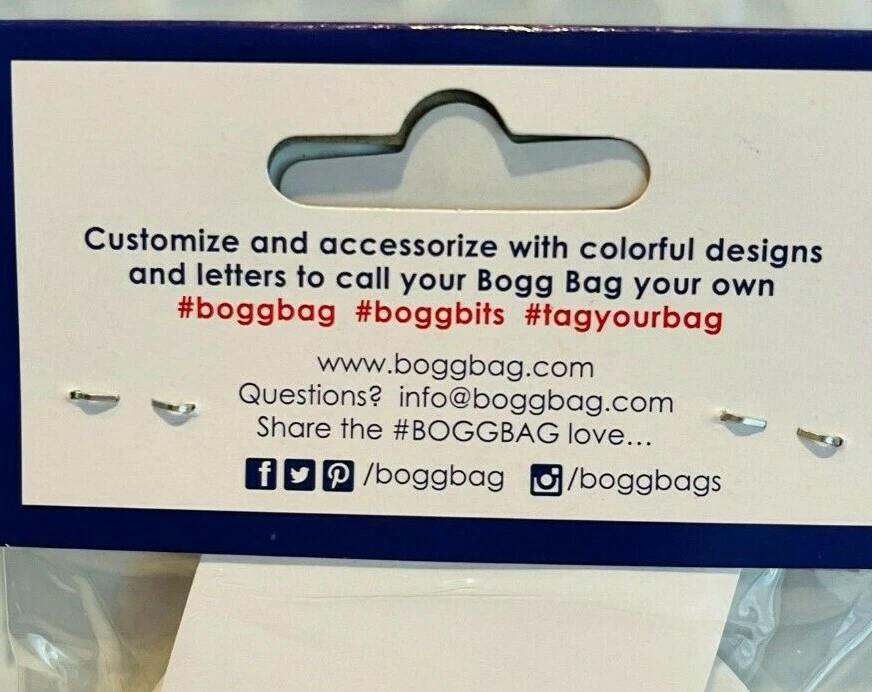 Customize and accessorize with colorful designs
and letters to call your Bogg Bag your own
#boggbag #boggbits #tagyourbag
www.boggbag.com
Questions? info@boggbag.com
Share the #BOGGBAG love...
/boggbag /boggbags